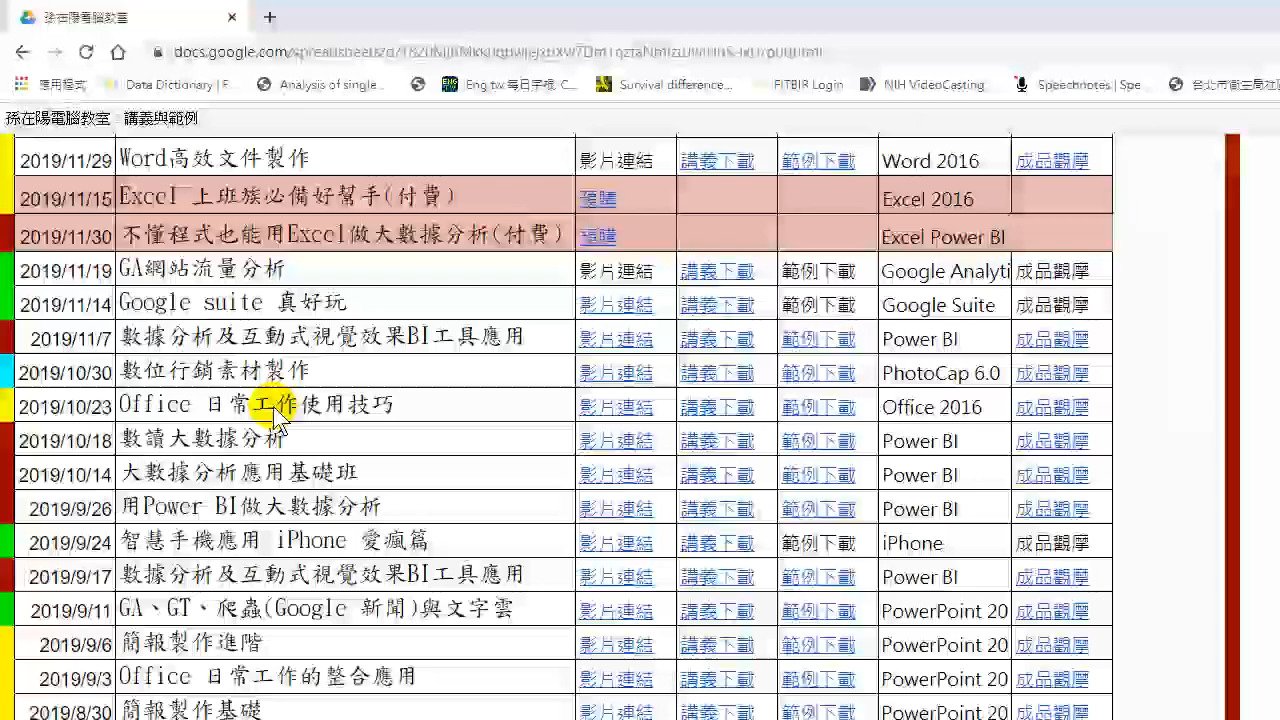 孫在陽電腦教室
docs.google.com
應用程式 Data Dictionary | F... Analysis of single... Eng tw 每日字根 C... Survival difference... FITBIR Login NIH VideoCasting Speechnotes | Spe...
孫在陽電腦教室 講義與範例
2019/11/29 Word高效文件製作 影片連結 講義下載 範例下載 Word 2016 成品觀摩
2019/11/15 Excel 上班族必備好幫手(付費) 預購 Excel 2016
2019/11/30 不懂程式也能用Excel做大數據分析(付費) 預購 Excel Power BI
2019/11/19 GA網站流量分析 影片連結 講義下載 範例下載 Google Analyti 成品觀摩
2019/11/14 Google suite 真好玩 影片連結 講義下載 範例下載 Google Suite 成品觀摩
2019/11/7 數據分析及互動式視覺效果BI工具應用 影片連結 講義下載 範例下載 Power BI 成品觀摩
2019/10/30 數位行銷素材製作 影片連結 講義下載 範例下載 PhotoCap 6.0 成品觀摩
2019/10/23 Office 日常工作使用技巧 影片連結 講義下載 範例下載 Office 2016 成品觀摩
2019/10/18 數讀大數據分析 影片連結 講義下載 範例下載 Power BI 成品觀摩
2019/10/14 大數據分析應用基礎班 影片連結 講義下載 範例下載 Power BI 成品觀摩
2019/9/26 用Power BI做大數據分析 影片連結 講義下載 範例下載 Power BI 成品觀摩
2019/9/24 智慧手機應用 iPhone 愛瘋篇 影片連結 講義下載 範例下載 iPhone 成品觀摩
2019/9/17 數據分析及互動式視覺效果BI工具應用 影片連結 講義下載 範例下載 Power BI 成品觀摩
2019/9/11 GA、GT、爬蟲(Google 新聞)與文字雲 影片連結 講義下載 範例下載 PowerPoint 20 成品觀摩
2019/9/6 簡報製作進階 影片連結 講義下載 範例下載 PowerPoint 20 成品觀摩
2019/9/3 Office 日常工作的整合應用 影片連結 講義下載 範例下載 PowerPoint 20 成品觀摩
2019/8/30 簡報製作基礎 影片連結 講義下載 範例下載 PowerPoint 20 成品觀摩